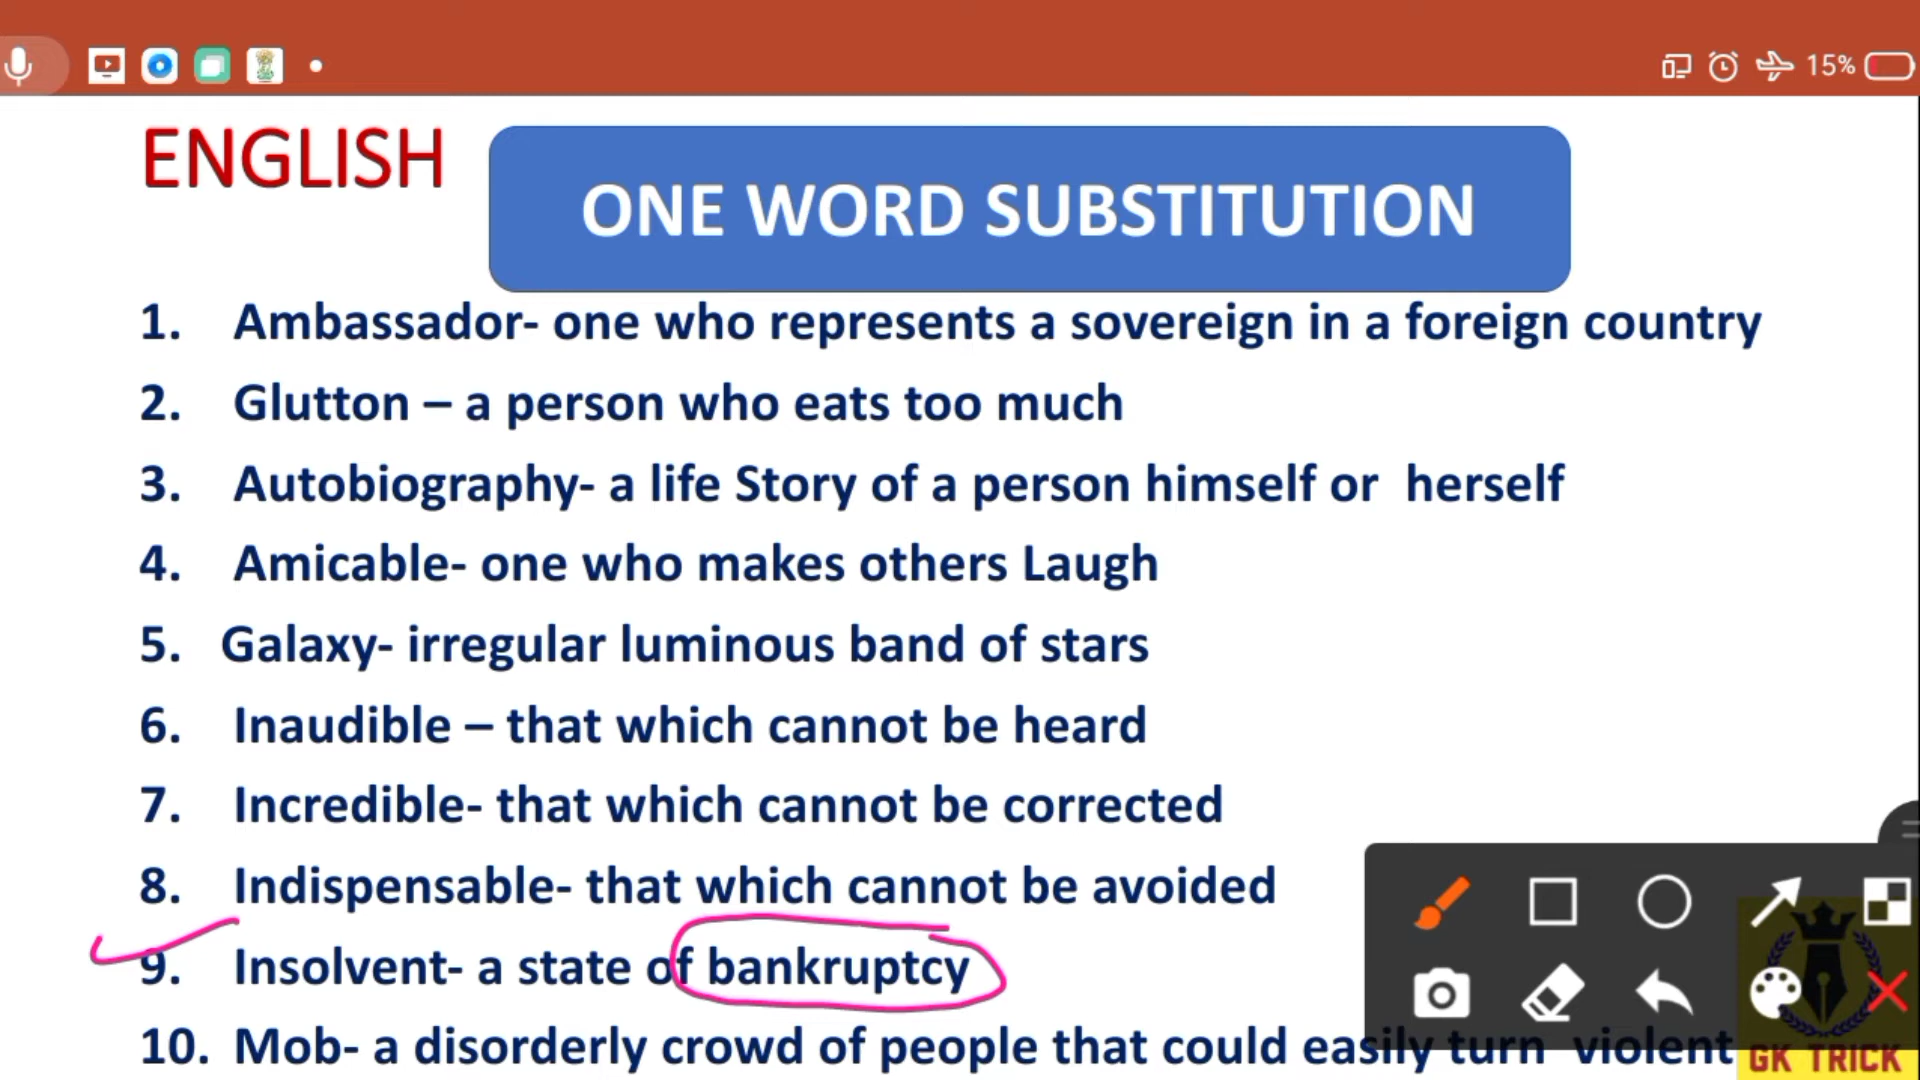 15%
ENGLISH
ONE WORD SUBSTITUTION
1. Ambassador- one who represents a sovereign in a foreign country
2. Glutton – a person who eats too much
3. Autobiography- a life Story of a person himself or herself
4. Amicable- one who makes others Laugh
5. Galaxy- irregular luminous band of stars
6. Inaudible – that which cannot be heard
7. Incredible- that which cannot be corrected
8. Indispensable- that which cannot be avoided
9. Insolvent- a state of bankruptcy
10. Mob- a disorderly crowd of people that could easily turn violent
GK TRICK